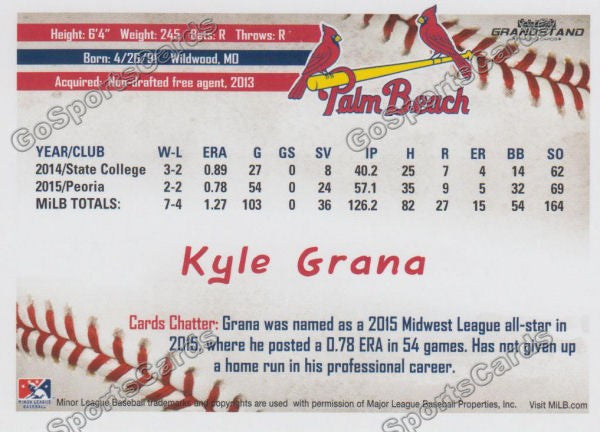 Height: 6'4" Weight: 245 Bats: R Throws: R
GRANDSTAND
Born: 4/26/91 Wildwood, MO
Acquired: Non-drafted free agent, 2013
Palm Beach
YEAR/CLUB W-L ERA G GS SV IP H R ER BB SO
2014/State College 3-2 0.89 27 0 8 40.2 25 7 4 14 62
2015/Peoria 2-2 0.78 54 0 24 57.1 35 9 5 32 69
MiLB TOTALS: 7-4 1.27 103 0 36 126.2 82 27 15 54 164
Kyle Grana
Cards Chatter: Grana was named as a 2015 Midwest League all-star in
2015, where he posted a 0.78 ERA in 54 games. Has not given up
a home run in his professional career.
MINOR LEAGUE
BASEBALL
Minor League Baseball trademarks and copyrights are used with permission of Major League Baseball Properties, Inc. Visit MiLB.com
GoSportsCards
GoSportsCards
GoSportsCards
GoSportsCards
GoSportsCards